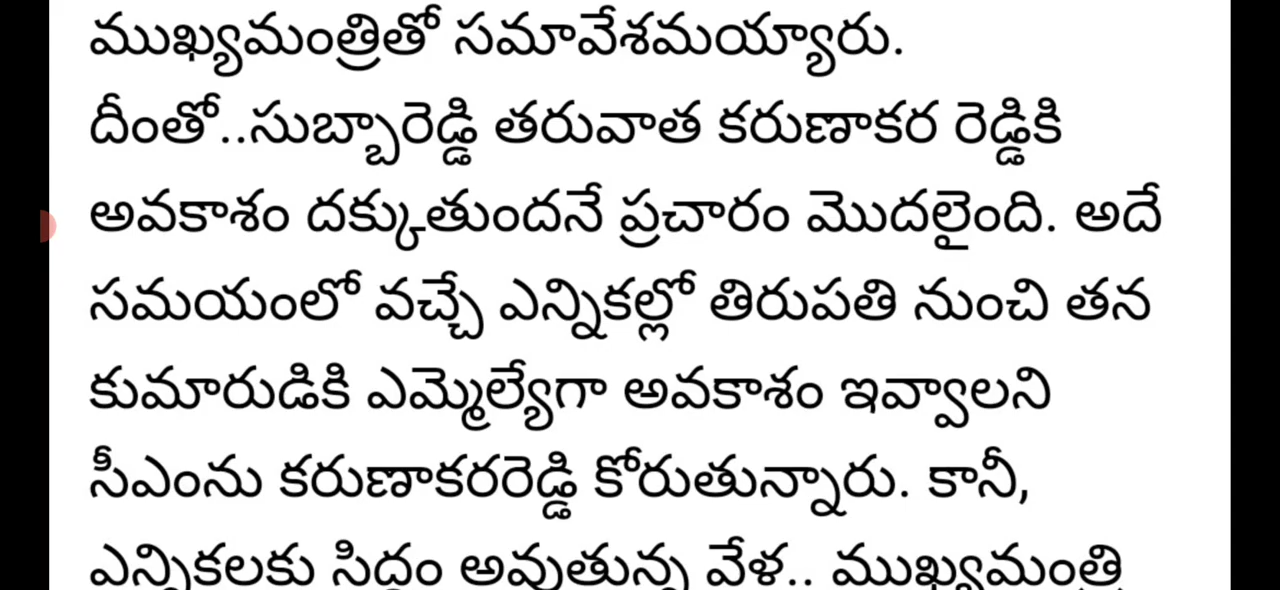 ముఖ్యమంత్రితో సమావేశమయ్యారు.
దీంతో..సుబ్బారెడ్డి తరువాత కరుణాకర రెడ్డికి
అవకాశం దక్కుతుందనే ప్రచారం మొదలైంది. అదే
సమయంలో వచ్చే ఎన్నికల్లో తిరుపతి నుంచి తన
కుమారుడికి ఎమ్మెల్యేగా అవకాశం ఇవ్వాలని
సీఎంను కరుణాకరరెడ్డి కోరుతున్నారు. కానీ,
ఎన్నికలకు సిద్దం అవుతున్న వేళ.. ముఖ్యమంత్రి